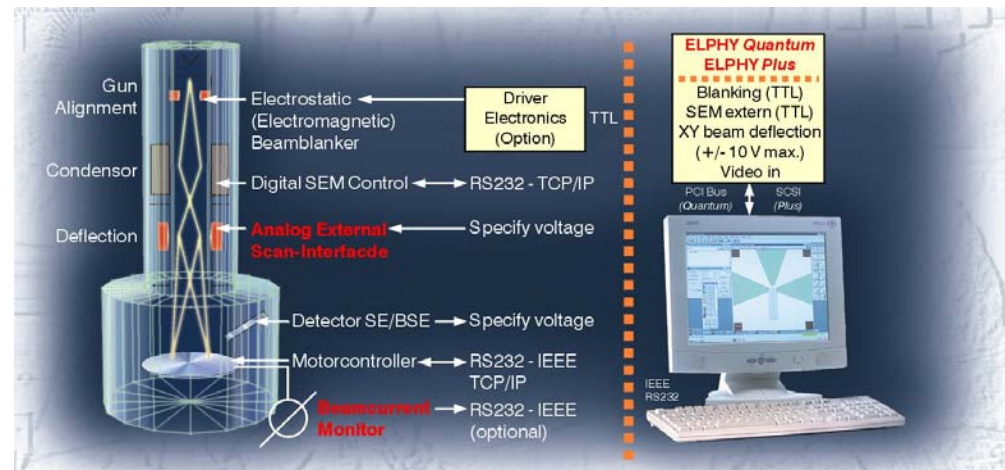 Gun
Alignment
Electrostatic
(Electromagnetic)
Beamblanker
Driver
Electronics
(Option)
TTL
Condensor
Digital SEM Control
RS232 - TCP/IP
Deflection
Analog External
Scan-Interfacde
Specify voltage
Detector SE/BSE
Specify voltage
Motorcontroller
RS232 - IEEE
TCP/IP
Beamcurrent
Monitor
RS232 - IEEE
(optional)
ELPHY Quantum
ELPHY Plus
Blanking (TTL)
SEM extern (TTL)
XY beam deflection
(+/- 10 V max.)
Video in
PCI Bus
(Quantum)
SCSI
(Plus)
IEEE
RS232